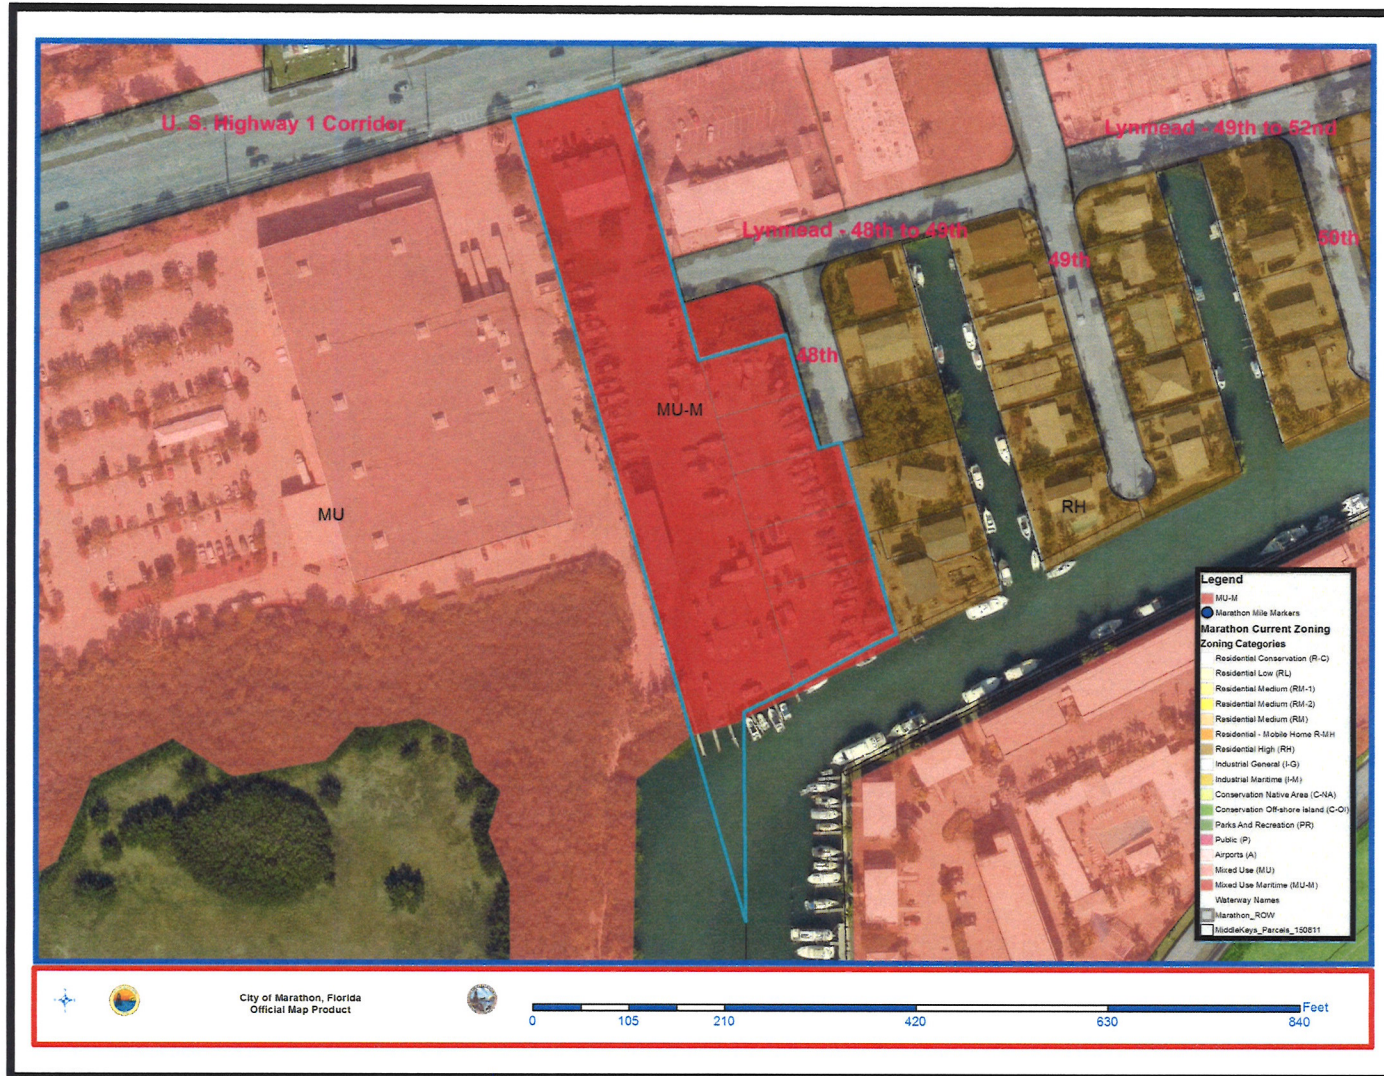 U. S. Highway 1 Corridor
Lynmead - 49th to 52nd
Lynmead - 48th to 49th
50th
49th
48th
MU-M
MU
RH
Legend
MU-M
Marathon Mile Markers
Marathon Current Zoning
Zoning Categories
Residential Conservation (R-C)
Residential Low (RL)
Residential Medium (RM-1)
Residential Medium (RM-2)
Residential Medium (RM)
Residential - Mobile Home R-MH
Residential High (RH)
Industrial General (I-G)
Industrial Maritime (I-M)
Conservation Native Area (C-NA)
Conservation Off-shore Island (C-OI)
Parks And Recreation (PR)
Public (P)
Airports (A)
Mixed Use (MU)
Mixed Use Maritime (MU-M)
Waterway Names
Marathon_ROW
MiddleKeys_Parcels_150811
City of Marathon, Florida
Official Map Product
Feet
0 105 210 420 630 840